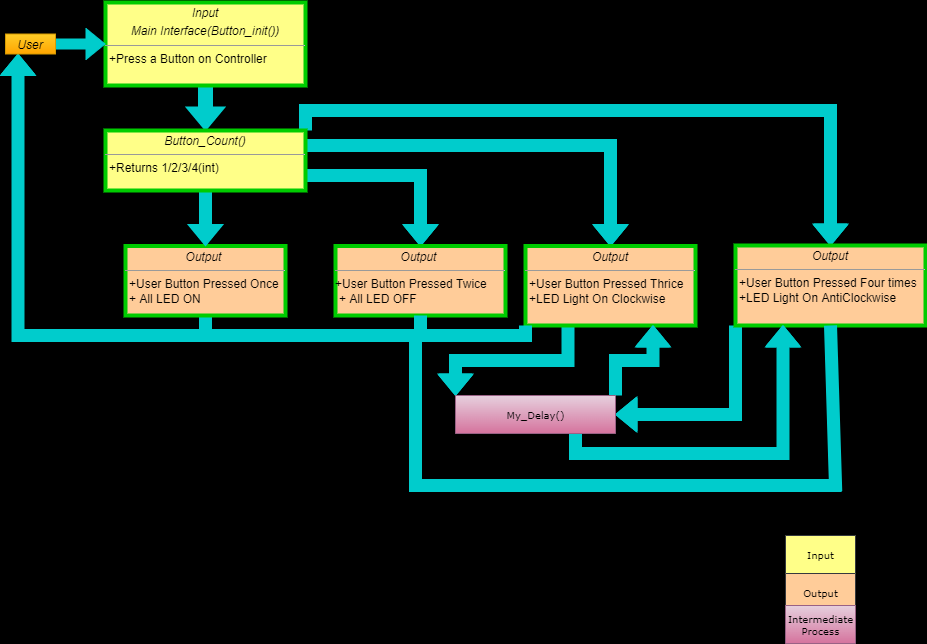 User
Input
Main Interface(Button_init())
+Press a Button on Controller
Button_Count()
+Returns 1/2/3/4(int)
Output
+User Button Pressed Once
+ All LED ON
Output
+User Button Pressed Twice
+ All LED OFF
Output
+User Button Pressed Thrice
+LED Light On Clockwise
Output
+User Button Pressed Four times
+LED Light On AntiClockwise
My_Delay()
Input
Output
Intermediate
Process